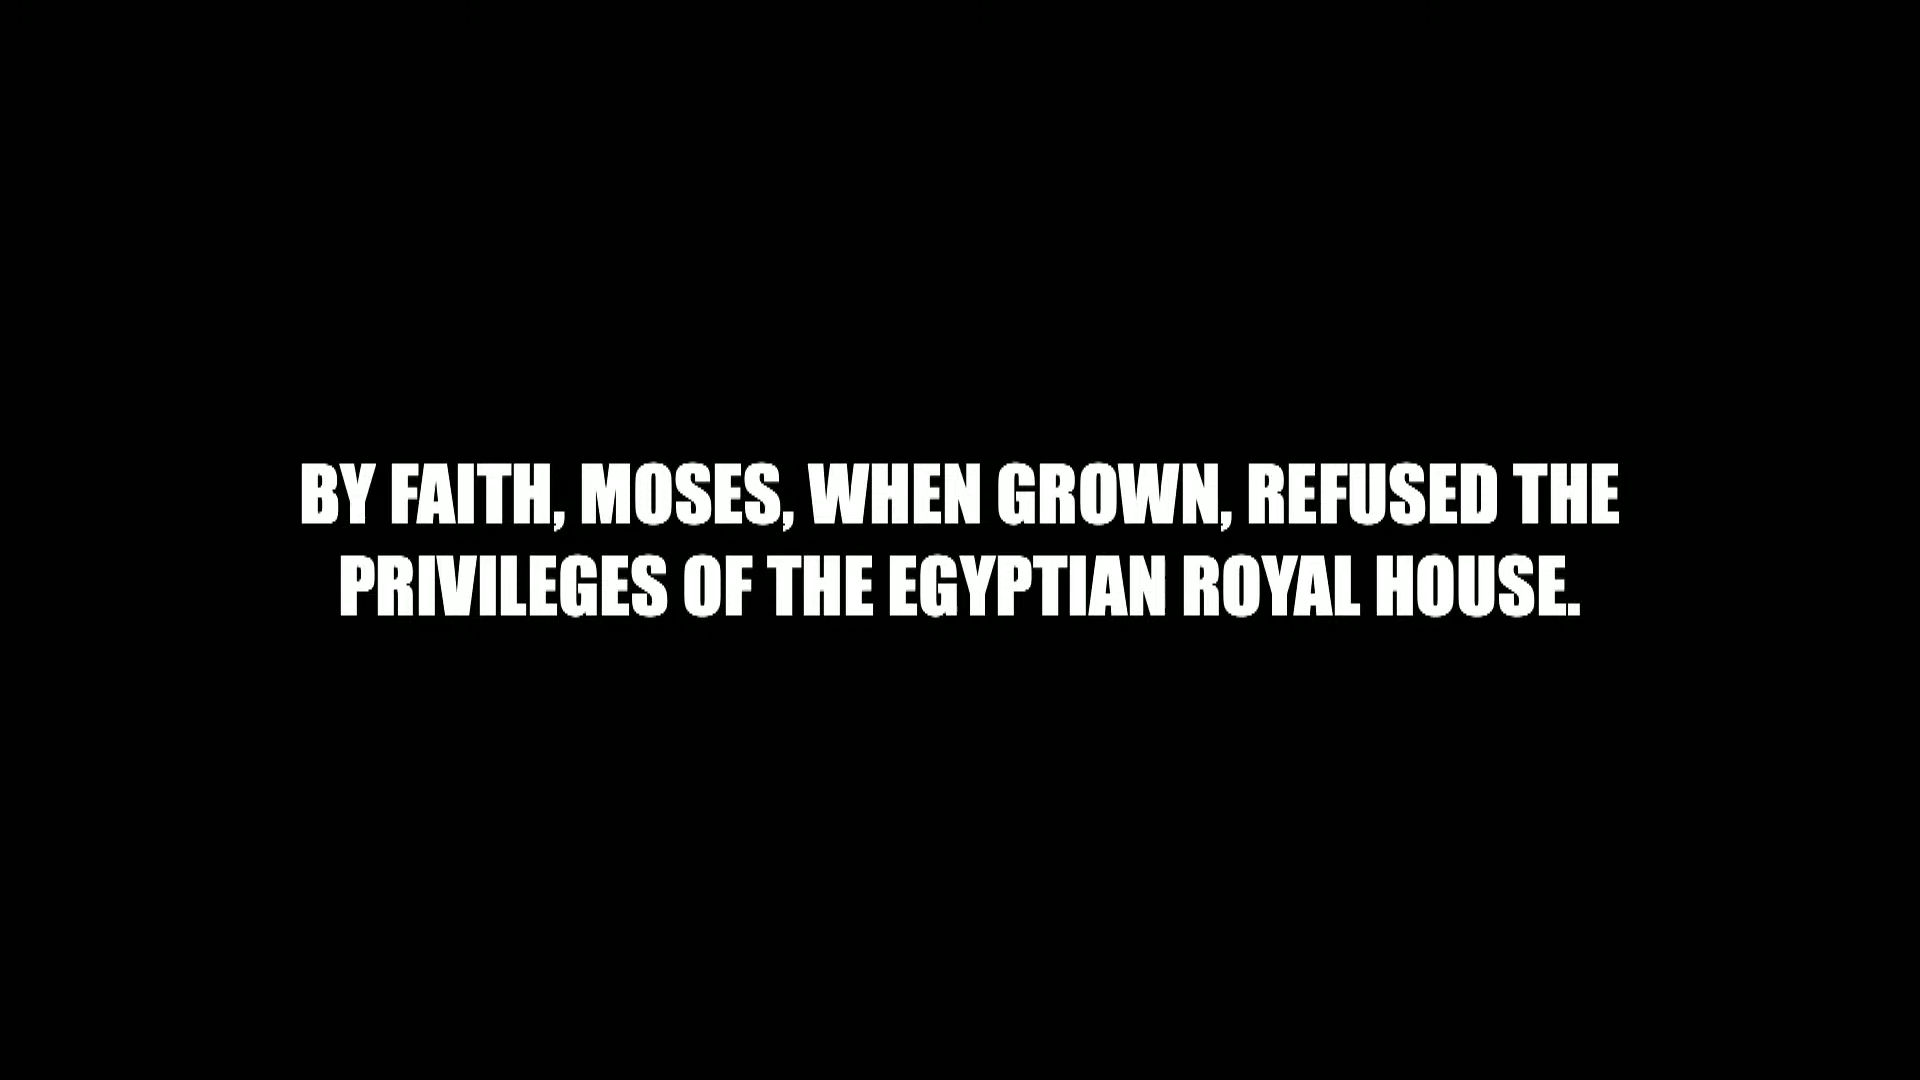 BY FAITH, MOSES, WHEN GROWN, REFUSED THE
PRIVILEGES OF THE EGYPTIAN ROYAL HOUSE.